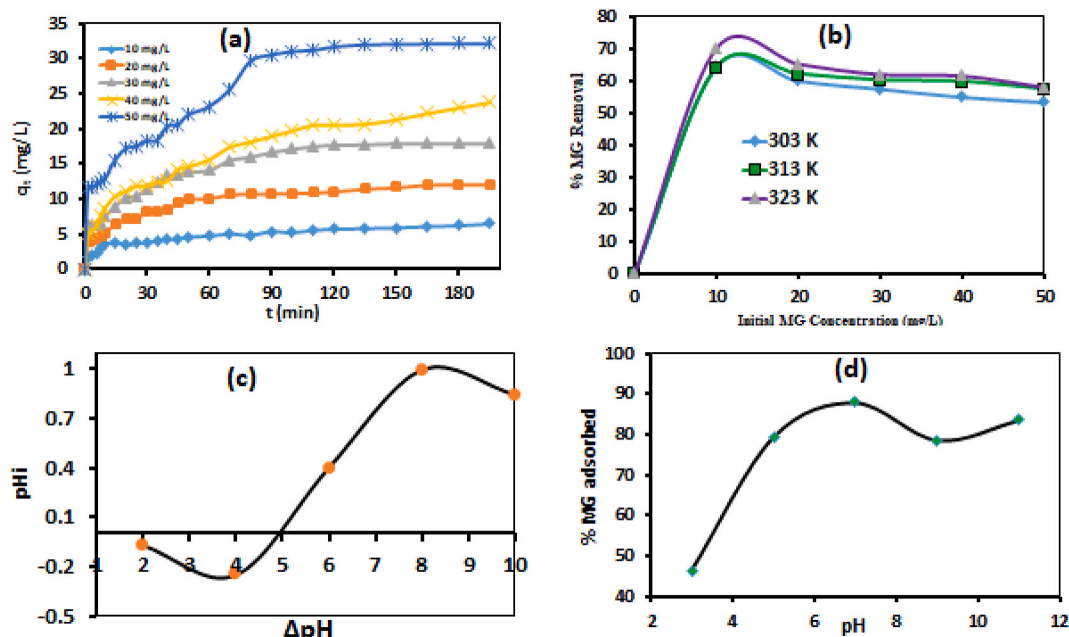 (a)
35
30
25
20
15
10
5
0
10 mg/L
20 mg/L
30 mg/L
40 mg/L
50 mg/L
qt (mg/L)
0 30 60 90 120 150 180
t (min)
(b)
80
70
60
50
40
30
20
10
0
% MG Removal
303 K
313 K
323 K
0 10 20 30 40 50
Initial MG Concentration (mg/L)
(c)
1
0.7
0.4
0.1
-0.2
-0.5
pHi
1 2 3 4 5 6 7 8 9 10
ΔpH
(d)
100
90
80
70
60
50
40
% MG adsorbed
2 4 6 8 10 12
pH